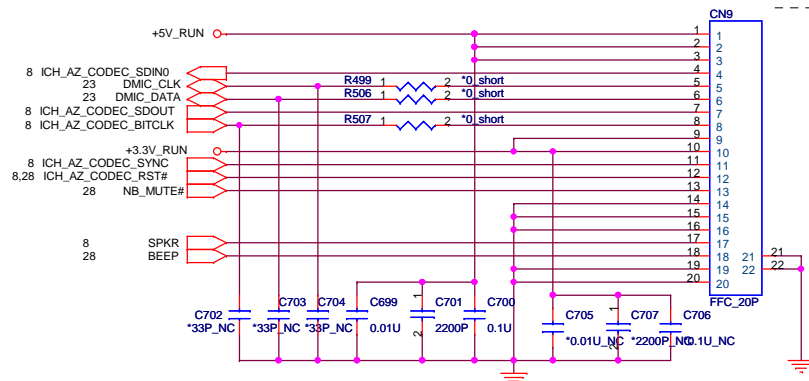 CN9
+5V_RUN 1 1
2 2
3 3
8 ICH_AZ_CODEC_SDIN0 4 4
23 DMIC_CLK R499 1 2 *0_short 5 5
23 DMIC_DATA R506 1 2 *0_short 6 6
8 ICH_AZ_CODEC_SDOUT 7 7
8 ICH_AZ_CODEC_BITCLK R507 1 2 *0_short 8 8
9 9
+3.3V_RUN 10 10
8 ICH_AZ_CODEC_SYNC 11 11
8,28 ICH_AZ_CODEC_RST# 12 12
28 NB_MUTE# 13 13
14 14
15 15
16 16
8 SPKR 17 17
28 BEEP 18 18 21 21
19 19 22 22
20 20
FFC_20P
C702 *33P_NC
C703 *33P_NC
C704 *33P_NC
C699 0.01U
1 C701 2200P 2
C700 0.1U
C705 *0.01U_NC
1 C707 *2200P_NC 2
C706 *0.1U_NC